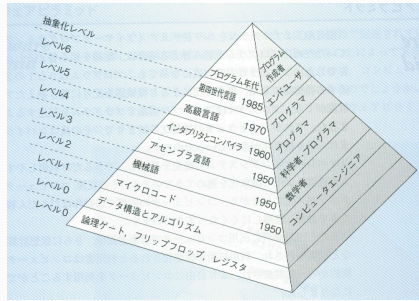 抽象化レベル
レベル6
レベル5
レベル4
レベル3
レベル2
レベル1
レベル0
レベル0
プログラム年代
第四世代言語 1985
高級言語 1970
インタプリタとコンパイラ 1960
アセンブラ言語 1950
機械語 1950
マイクロコード
データ構造とアルゴリズム 1950
論理ゲート，フリップフロップ，レジスタ
プログラム
作成者
エンドユーザ
プログラマ
プログラマ
科学者・プログラマ
数学者
コンピュータエンジニア